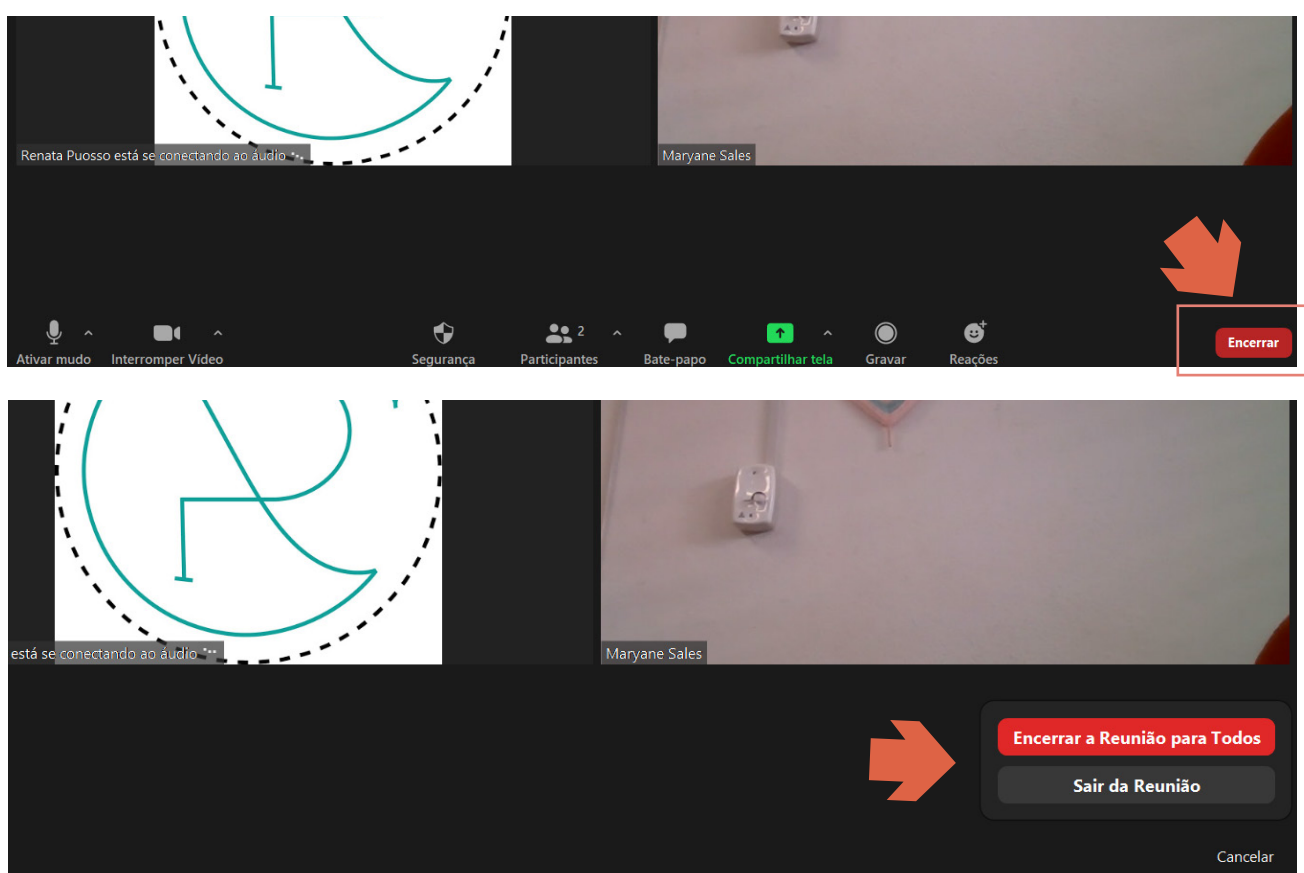 Renata Puosso está se conectando ao áudio
Maryane Sales
2
Ativar mudo
Interromper Vídeo
Segurança
Participantes
Bate-papo
Compartilhar tela
Gravar
Reações
Encerrar
está se conectando ao áudio
Maryane Sales
Encerrar a Reunião para Todos
Sair da Reunião
Cancelar